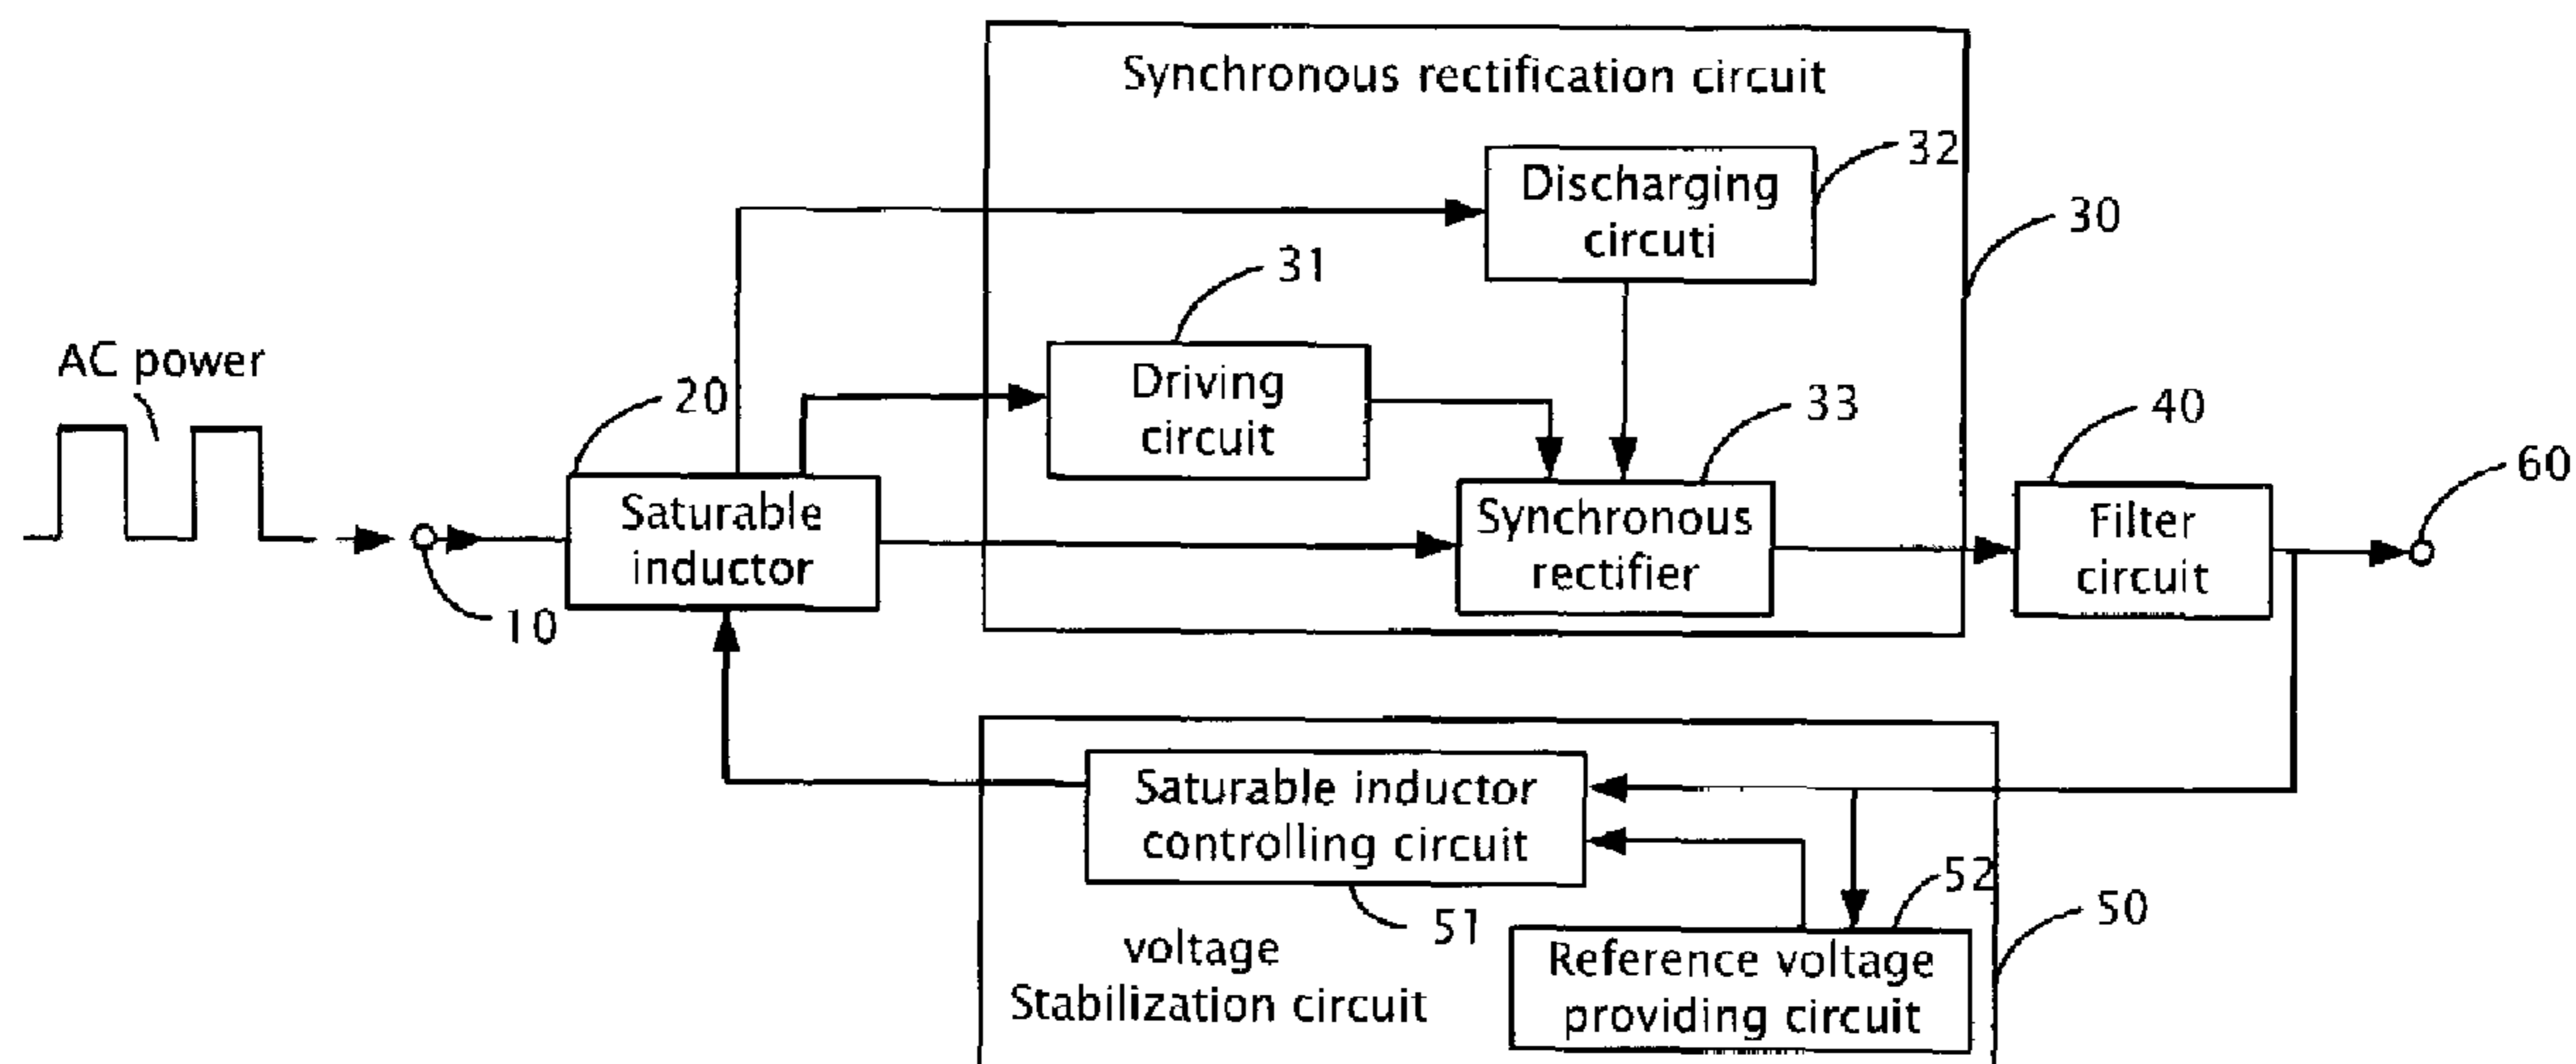 Synchronous rectification circuit
32
Discharging
circuti
30
31
AC power
Driving
circuit
20
33
40
60
Saturable
inductor
Synchronous
rectifier
Filter
circuit
10
Saturable inductor
controlling circuit
52
51
50
voltage
Stabilization circuit
Reference voltage
providing circuit